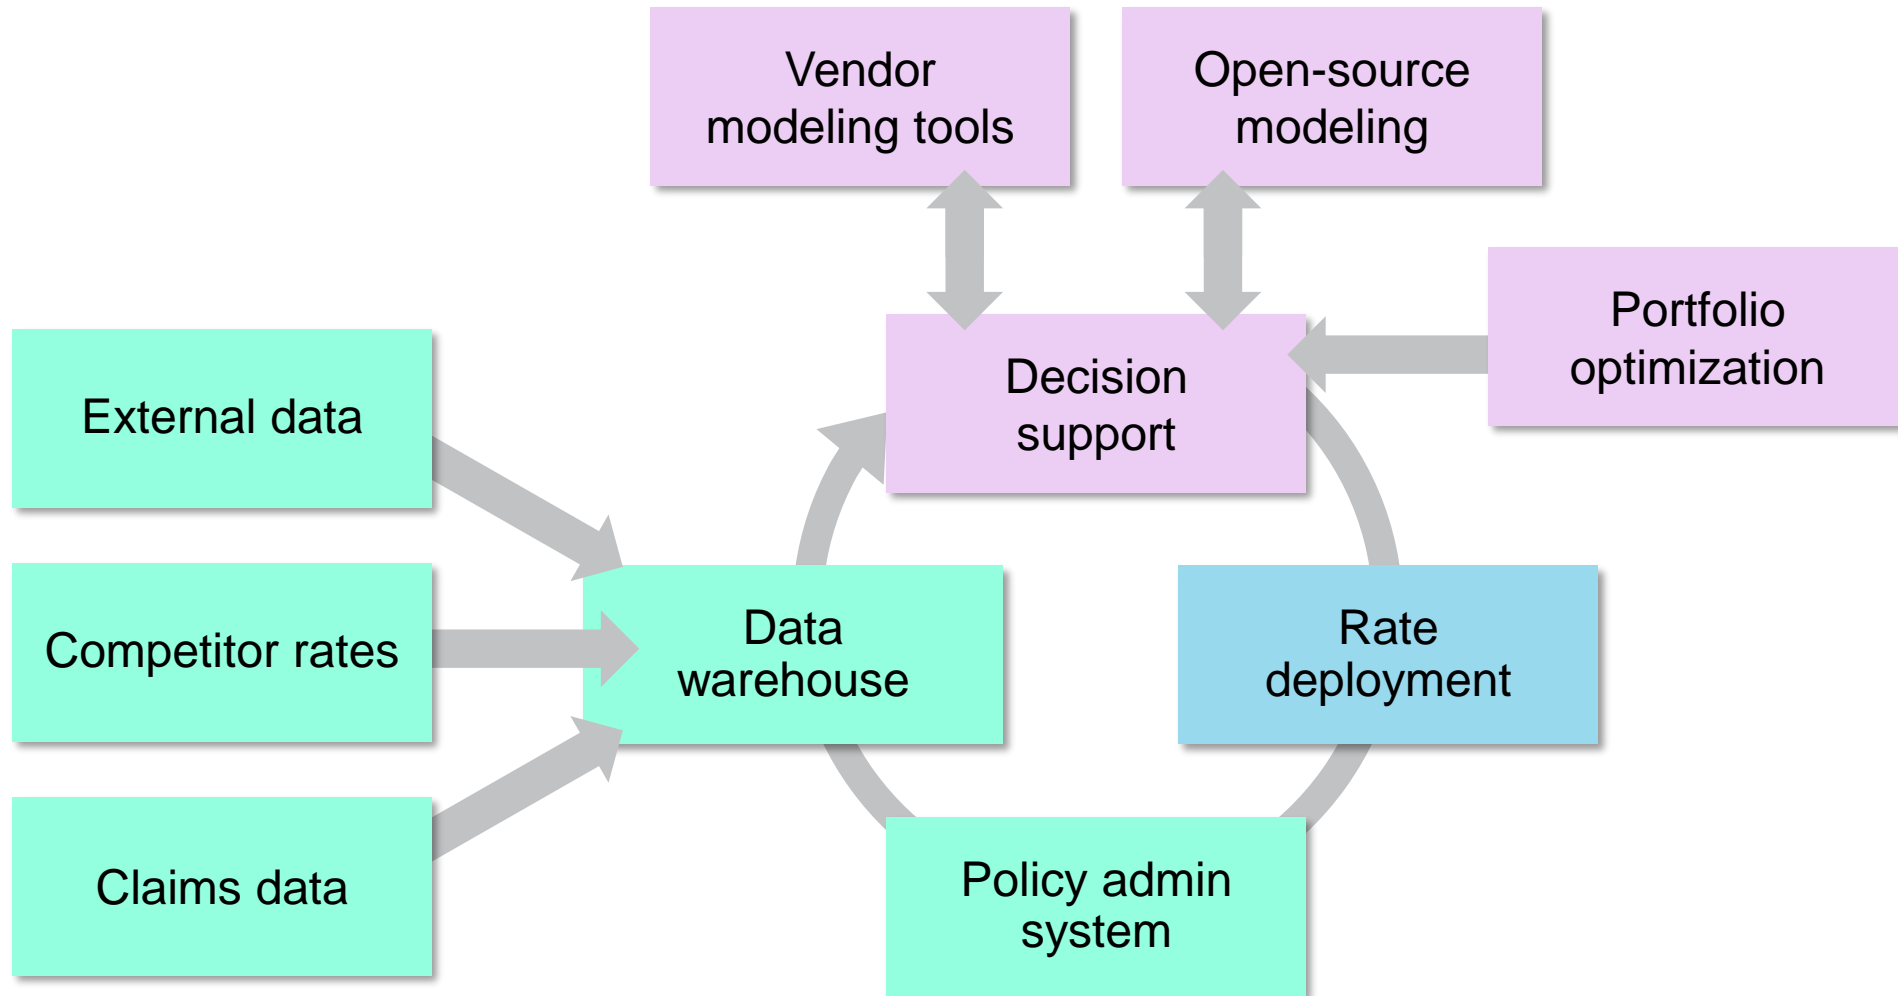 Vendor
modeling tools
Open-source
modeling
Portfolio
optimization
Decision
support
External data
Competitor rates
Data
warehouse
Rate
deployment
Claims data
Policy admin
system